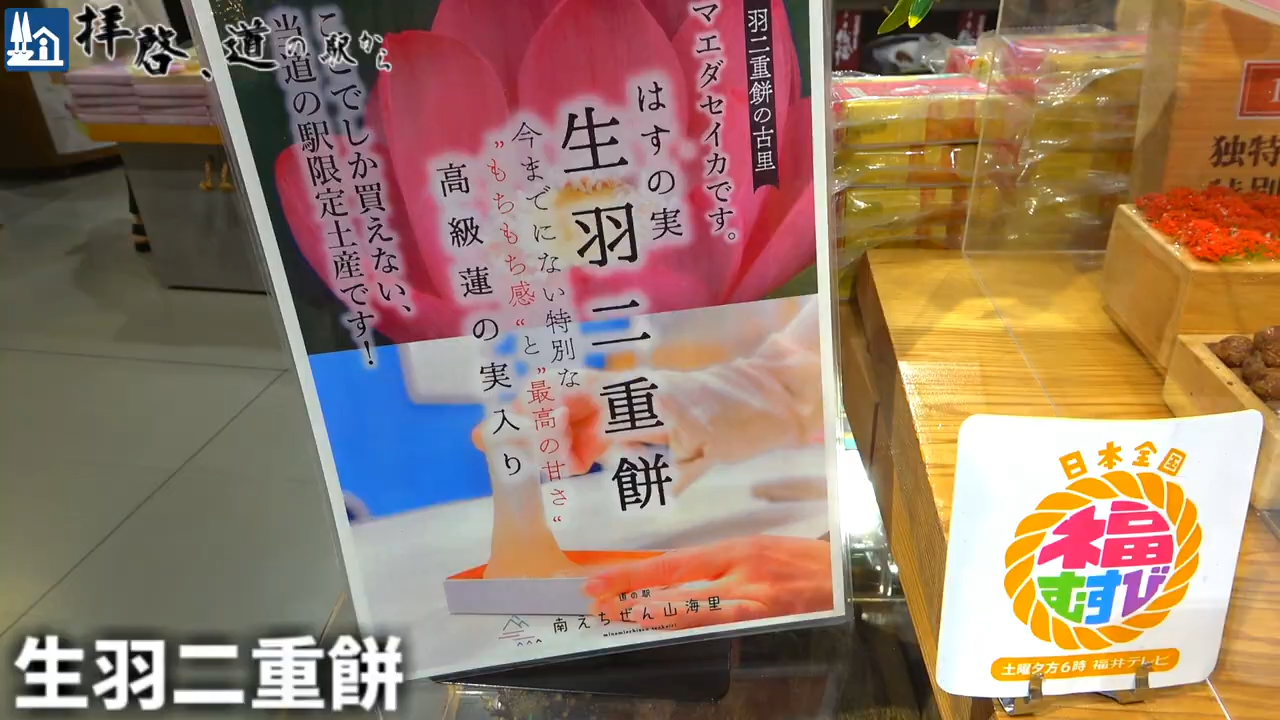 拝啓、道の駅から
羽二重餅の古里
マエダセイカです。
はすの実
生羽二重餅
今までにない特別な
"もちもち感"と"最高の甘さ"
高級蓮の実入り
ここでしか買えない、
当道の駅限定土産です！
道の駅
南えちぜん山海里
独特
日本全国
福
むすび
土曜夕方6時 福井テレビ
生羽二重餅